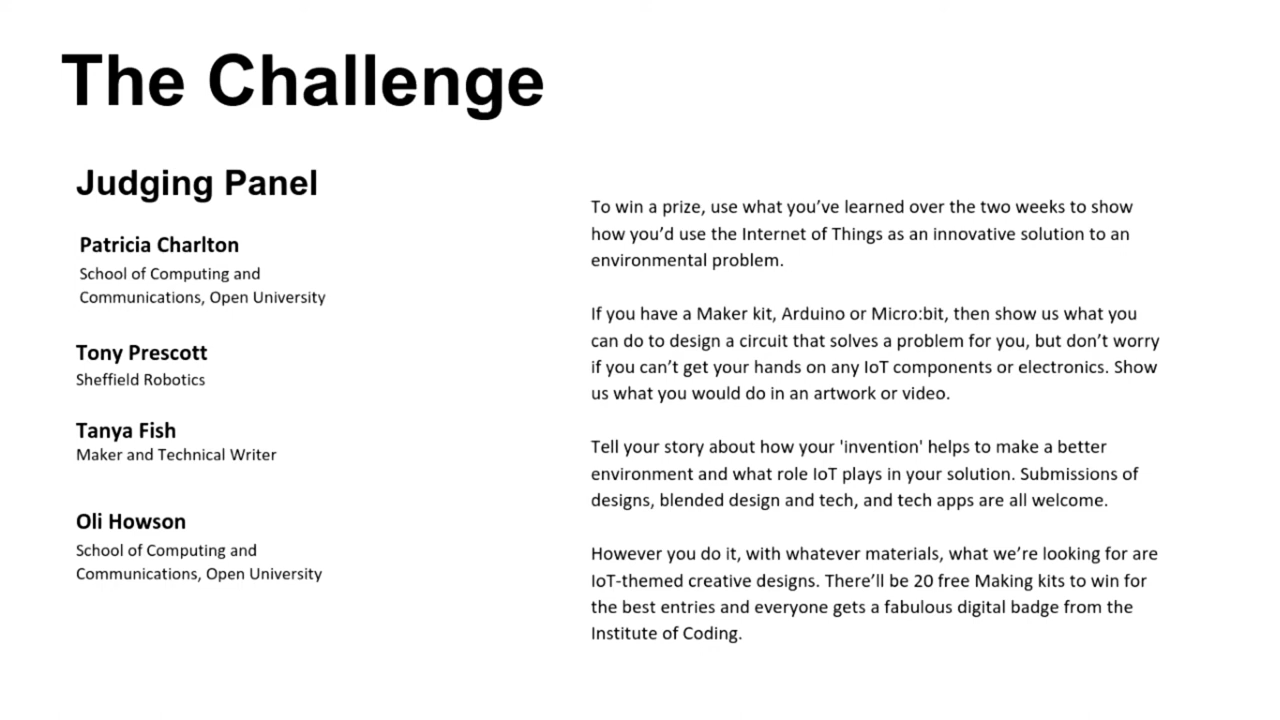 The Challenge
Judging Panel
Patricia Charlton
School of Computing and
Communications, Open University
Tony Prescott
Sheffield Robotics
Tanya Fish
Maker and Technical Writer
Oli Howson
School of Computing and
Communications, Open University
To win a prize, use what you’ve learned over the two weeks to show
how you’d use the Internet of Things as an innovative solution to an
environmental problem.
If you have a Maker kit, Arduino or Micro:bit, then show us what you
can do to design a circuit that solves a problem for you, but don’t worry
if you can’t get your hands on any IoT components or electronics. Show
us what you would do in an artwork or video.
Tell your story about how your 'invention' helps to make a better
environment and what role IoT plays in your solution. Submissions of
designs, blended design and tech, and tech apps are all welcome.
However you do it, with whatever materials, what we’re looking for are
IoT-themed creative designs. There’ll be 20 free Making kits to win for
the best entries and everyone gets a fabulous digital badge from the
Institute of Coding.